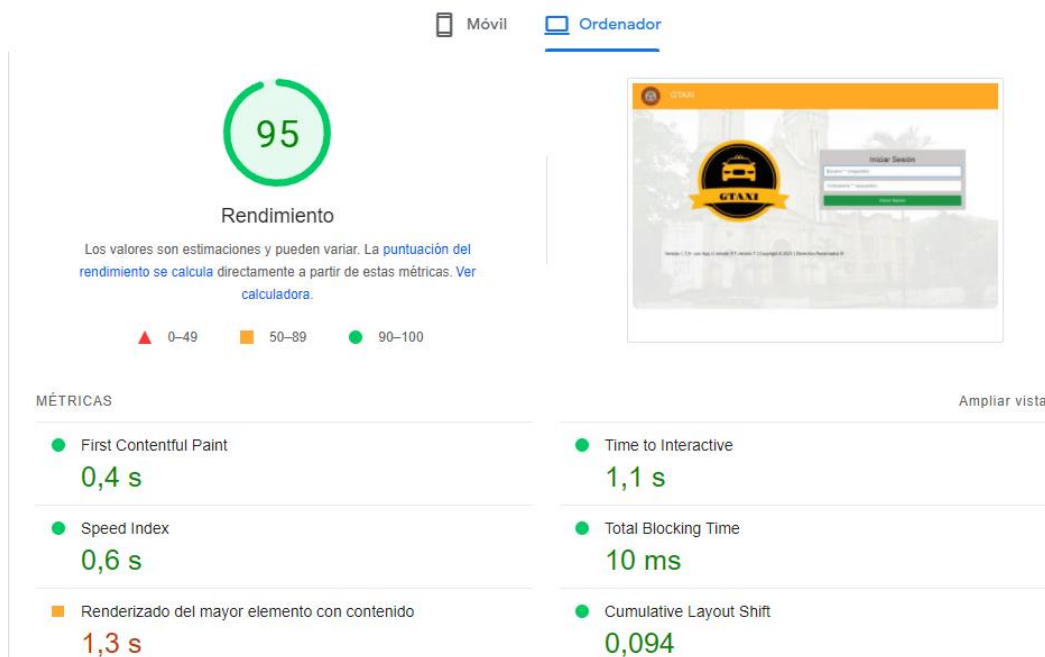 Móvil
Ordenador
95
Rendimiento
Los valores son estimaciones y pueden variar. La puntuación del
rendimiento se calcula directamente a partir de estas métricas. Ver
calculadora.
0–49
50–89
90–100
GTAXI
GTAXI
Iniciar Sesión
Iniciar Sesión
MÉTRICAS
Ampliar vista
First Contentful Paint
0,4 s
Time to Interactive
1,1 s
Speed Index
0,6 s
Total Blocking Time
10 ms
Renderizado del mayor elemento con contenido
1,3 s
Cumulative Layout Shift
0,094